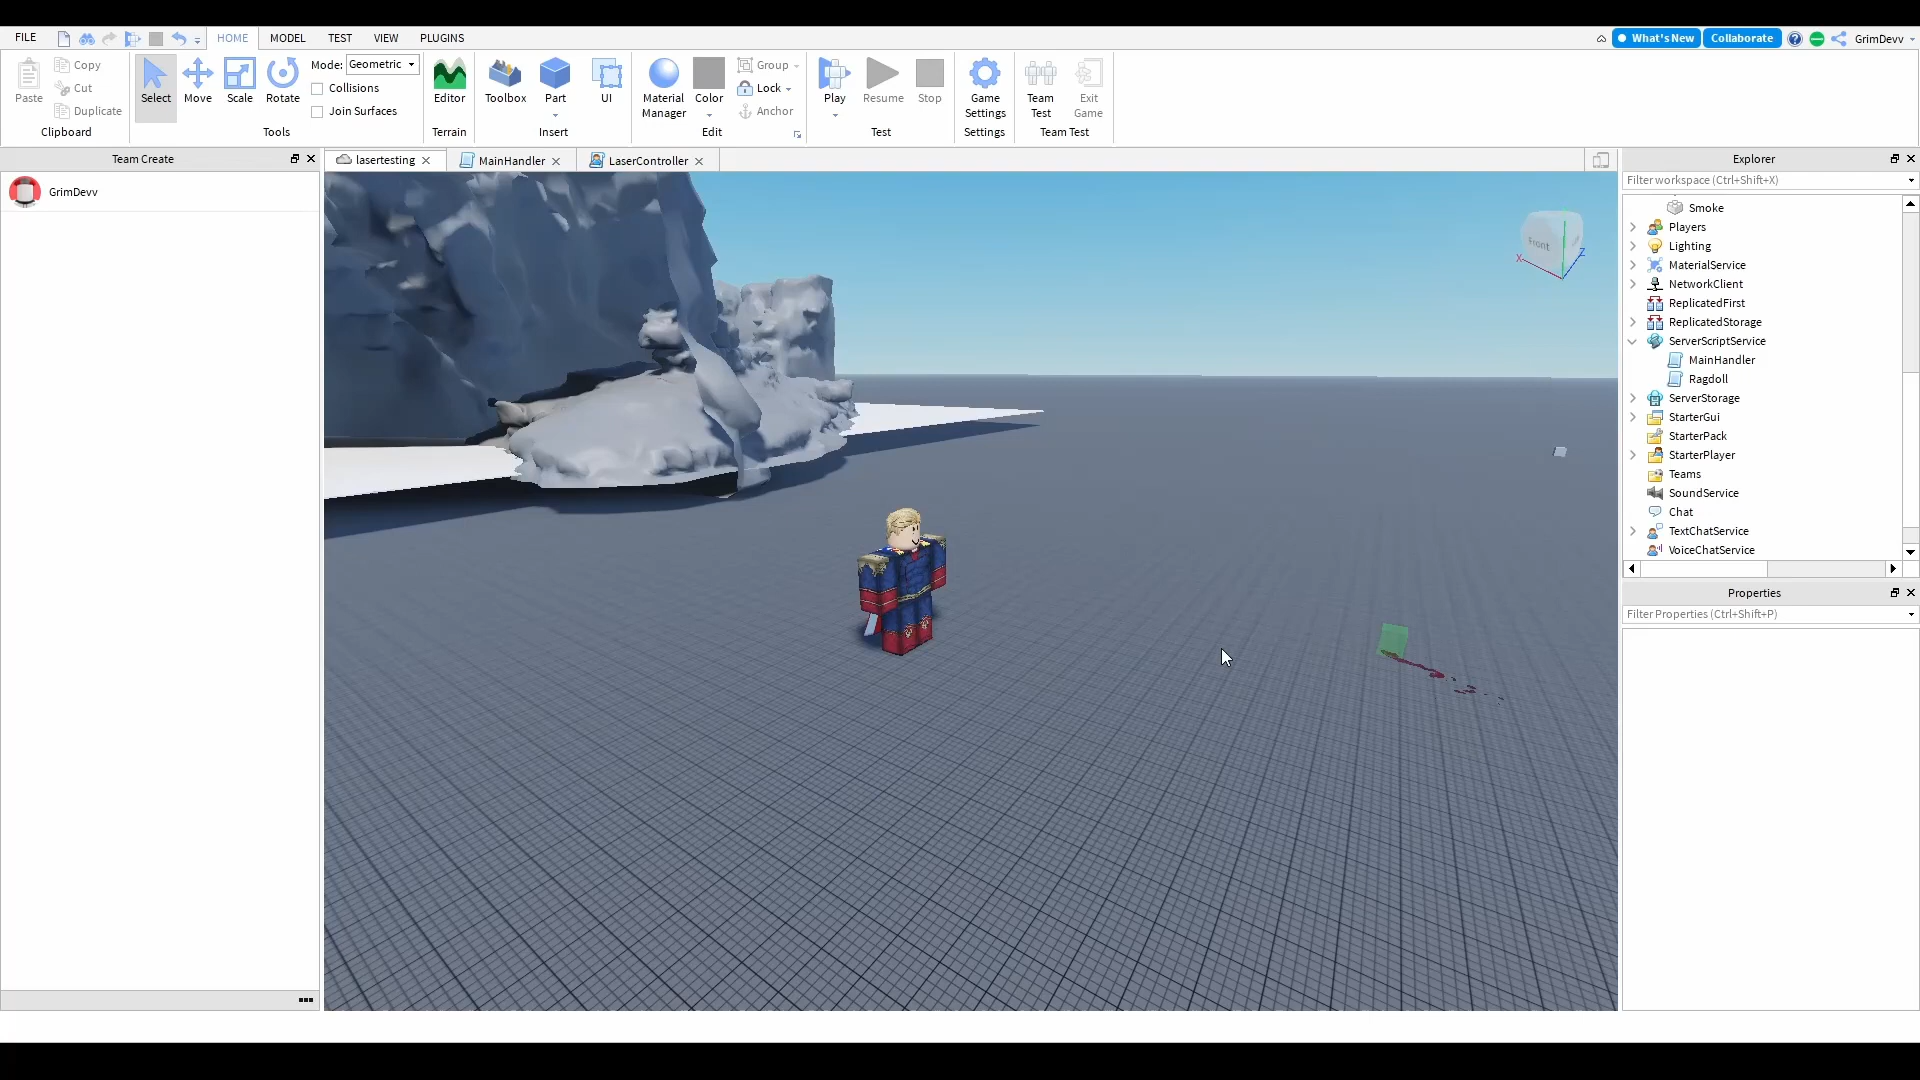 FILE HOME MODEL TEST VIEW PLUGINS What's New Collaborate GrimDevv
Paste Copy Cut Duplicate
Clipboard
Select Move Scale Rotate
Mode: Geometric
Collisions
Join Surfaces
Tools
Editor
Terrain
Toolbox Part UI
Insert
Material Manager Color
Group
Lock
Anchor
Edit
Play Resume Stop
Test
Game Settings
Settings
Team Test Exit Game
Team Test
Team Create
GrimDevv
lasertesting MainHandler LaserController
Front
X
Z
Explorer
Filter workspace (Ctrl+Shift+X)
Smoke
Players
Lighting
MaterialService
NetworkClient
ReplicatedFirst
ReplicatedStorage
ServerScriptService
MainHandler
Ragdoll
ServerStorage
StarterGui
StarterPack
StarterPlayer
Teams
SoundService
Chat
TextChatService
VoiceChatService
Properties
Filter Properties (Ctrl+Shift+P)